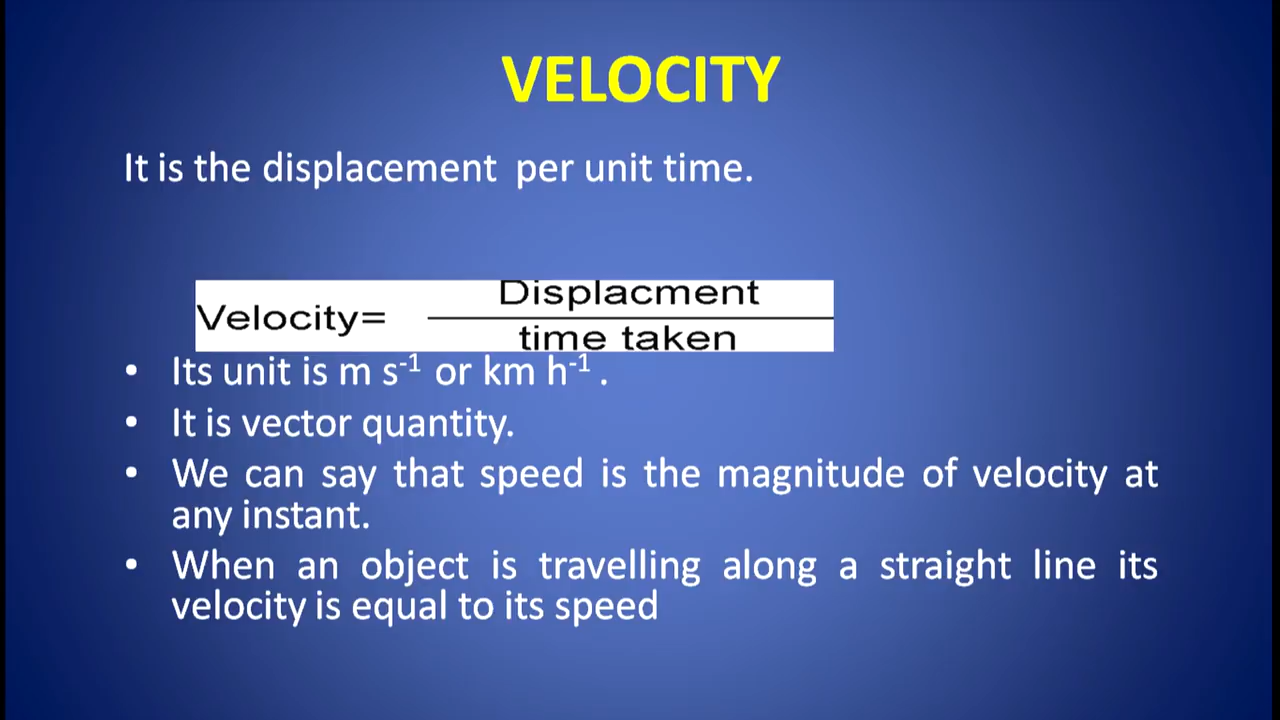 VELOCITY
It is the displacement per unit time.
Displacment
Velocity=
time taken
• Its unit is m s⁻¹ or km h⁻¹ .
• It is vector quantity.
• We can say that speed is the magnitude of velocity at
any instant.
• When an object is travelling along a straight line its
velocity is equal to its speed